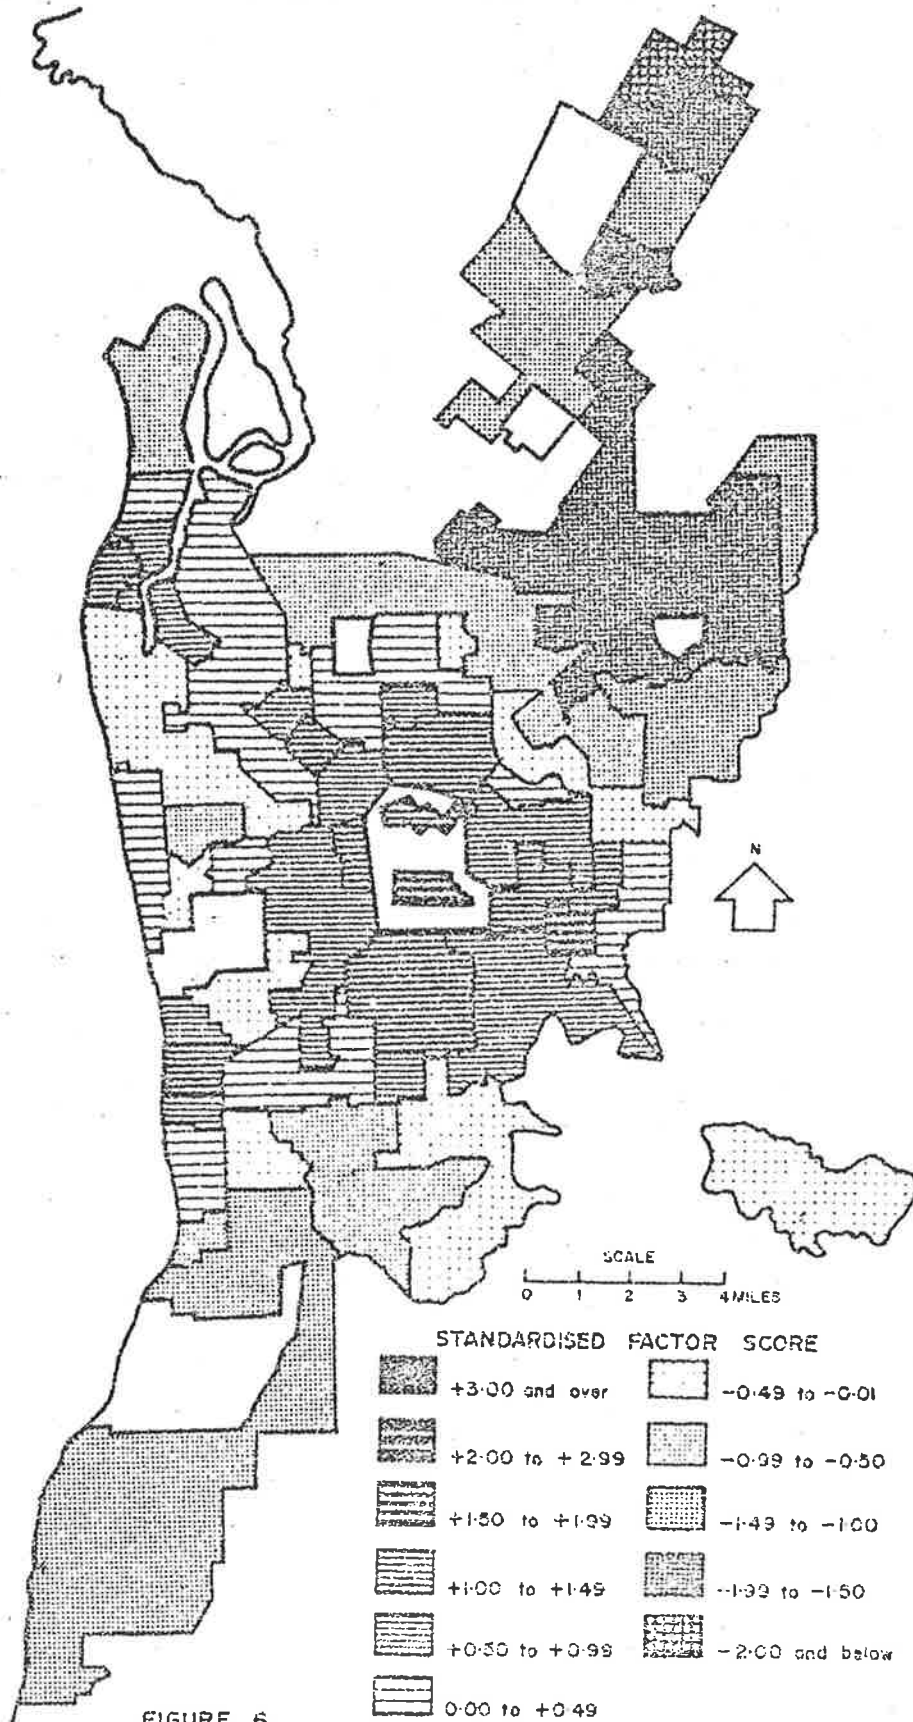 N
SCALE
0 1 2 3 4 MILES
STANDARDISED FACTOR SCORE
+3·00 and over
+2·00 to +2·99
+1·50 to +1·99
+1·00 to +1·49
+0·50 to +0·99
0·00 to +0·49
-0·49 to -0·01
-0·99 to -0·50
-1·49 to -1·00
-1·99 to -1·50
-2·00 and below
FIGURE 6